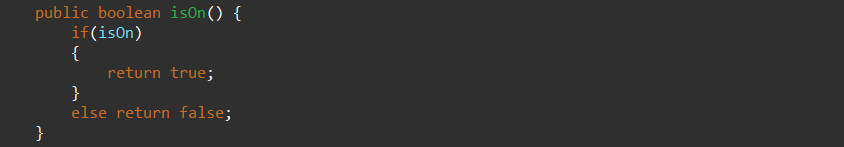 public boolean isOn() {
    if(isOn)
    {
        return true;
    }
    else return false;
}